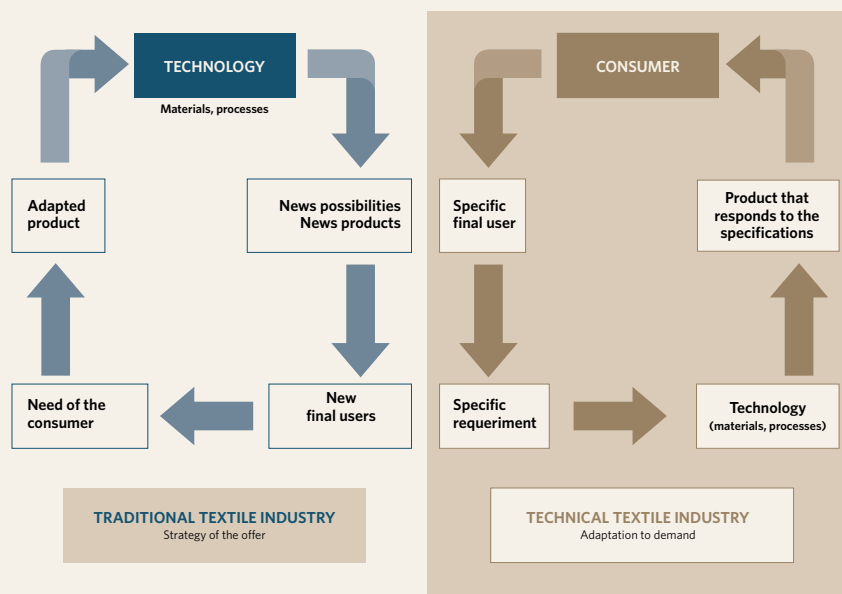 TECHNOLOGY
Materials, processes
News possibilities
News products
New
final users
Need of the
consumer
Adapted
product
TRADITIONAL TEXTILE INDUSTRY
Strategy of the offer
CONSUMER
Specific
final user
Specific
requeriment
Technology
(materials, processes)
Product that
responds to the
specifications
TECHNICAL TEXTILE INDUSTRY
Adaptation to demand